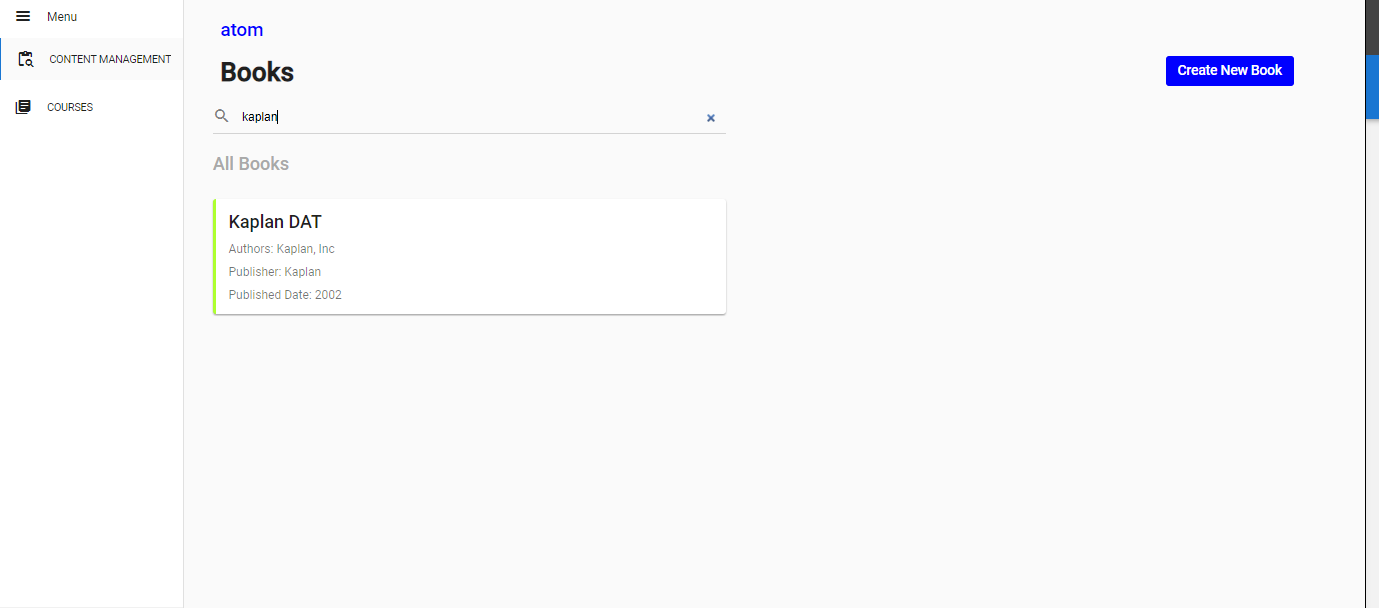 Menu
CONTENT MANAGEMENT
COURSES
atom
Books
Create New Book
kaplan
All Books
Kaplan DAT
Authors: Kaplan, Inc
Publisher: Kaplan
Published Date: 2002